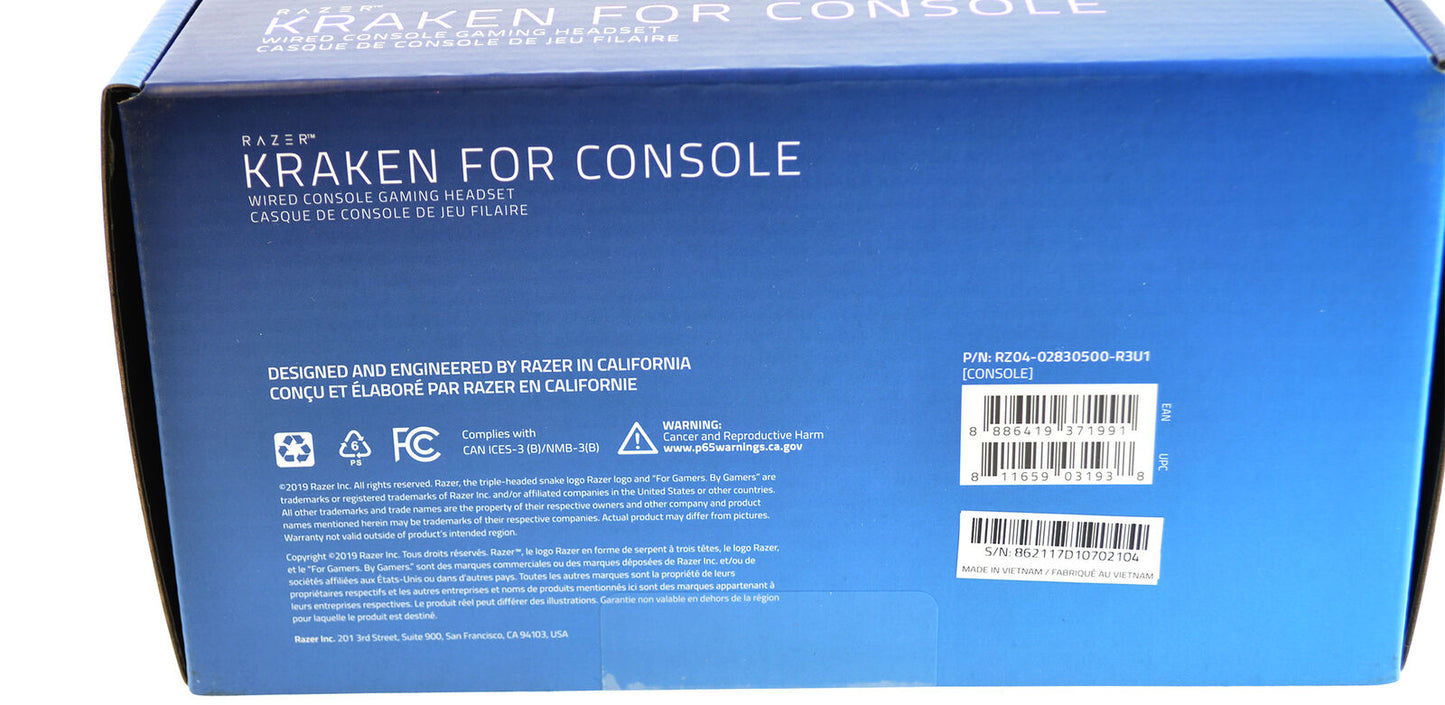 RAZER™
KRAKEN FOR CONSOLE
WIRED CONSOLE GAMING HEADSET
CASQUE DE CONSOLE DE JEU FILAIRE
RAZER™
KRAKEN FOR CONSOLE
WIRED CONSOLE GAMING HEADSET
CASQUE DE CONSOLE DE JEU FILAIRE
DESIGNED AND ENGINEERED BY RAZER IN CALIFORNIA
CONÇU ET ÉLABORÉ PAR RAZER EN CALIFORNIE
6
PS
FC
Complies with
CAN ICES-3 (B)/NMB-3(B)
WARNING:
Cancer and Reproductive Harm
www.p65warnings.ca.gov
©2019 Razer Inc. All rights reserved. Razer, the triple-headed snake logo Razer logo and "For Gamers. By Gamers" are
trademarks or registered trademarks of Razer Inc. and/or affiliated companies in the United States or other countries.
All other trademarks and trade names are the property of their respective owners and other company and product
names mentioned herein may be trademarks of their respective companies. Actual product may differ from pictures.
Warranty not valid outside of product's intended region.
Copyright ©2019 Razer Inc. Tous droits réservés. Razer™, le logo Razer en forme de serpent à trois têtes, le logo Razer,
et le "For Gamers. By Gamers." sont des marques commerciales ou des marques déposées de Razer Inc. et/ou de
sociétés affiliées aux États-Unis ou dans d'autres pays. Toutes les autres marques sont la propriété de leurs
propriétaires respectifs et les autres entreprises et noms de produits mentionnés ici sont des marques appartenant à
leurs entreprises respectives. Le produit réel peut différer des illustrations. Garantie non valable en dehors de la région
pour laquelle le produit est destiné.
Razer Inc. 201 3rd Street, Suite 900, San Francisco, CA 94103, USA
P/N: RZ04-02830500-R3U1
[CONSOLE]
8 886419 371991
EAN
8 11659 03193 8
UPC
S/N: 862117D10702104
MADE IN VIETNAM / FABRIQUÉ AU VIETNAM